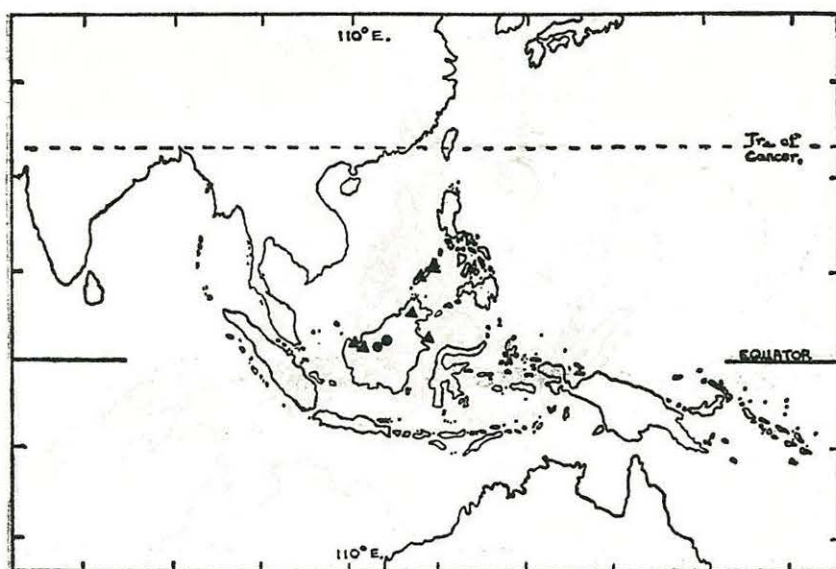 110° E.
Tr. of
Cancer.
EQUATOR
110° E.